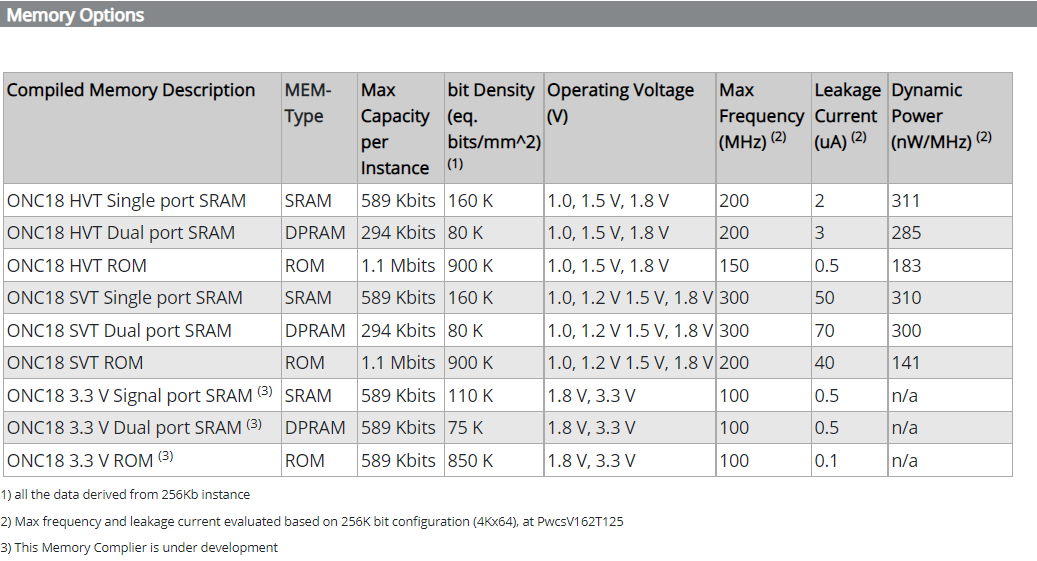 Memory Options
Compiled Memory Description MEM-Type Max Capacity per Instance bit Density (eq. bits/mm^2) (1) Operating Voltage (V) Max Frequency (MHz) (2) Leakage Current (uA) (2) Dynamic Power (nW/MHz) (2)
ONC18 HVT Single port SRAM SRAM 589 Kbits 160 K 1.0, 1.5 V, 1.8 V 200 2 311
ONC18 HVT Dual port SRAM DPRAM 294 Kbits 80 K 1.0, 1.5 V, 1.8 V 200 3 285
ONC18 HVT ROM ROM 1.1 Mbits 900 K 1.0, 1.5 V, 1.8 V 150 0.5 183
ONC18 SVT Single port SRAM SRAM 589 Kbits 160 K 1.0, 1.2 V 1.5 V, 1.8 V 300 50 310
ONC18 SVT Dual port SRAM DPRAM 294 Kbits 80 K 1.0, 1.2 V 1.5 V, 1.8 V 300 70 300
ONC18 SVT ROM ROM 1.1 Mbits 900 K 1.0, 1.2 V 1.5 V, 1.8 V 200 40 141
ONC18 3.3 V Signal port SRAM (3) SRAM 589 Kbits 110 K 1.8 V, 3.3 V 100 0.5 n/a
ONC18 3.3 V Dual port SRAM (3) DPRAM 589 Kbits 75 K 1.8 V, 3.3 V 100 0.5 n/a
ONC18 3.3 V ROM (3) ROM 589 Kbits 850 K 1.8 V, 3.3 V 100 0.1 n/a
1) all the data derived from 256Kb instance
2) Max frequency and leakage current evaluated based on 256K bit configuration (4Kx64), at PwcsV162T125
3) This Memory Complier is under development